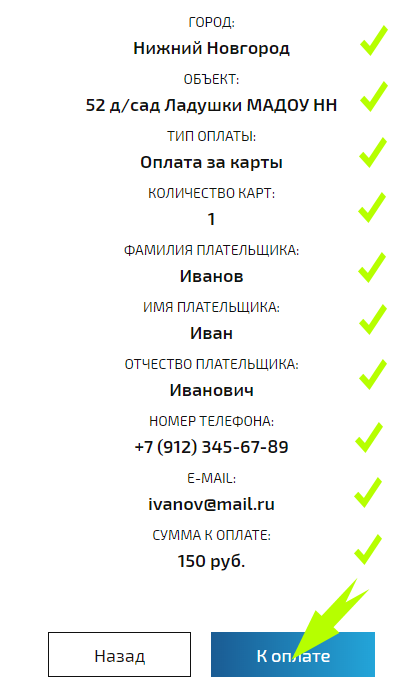 ГОРОД:
Нижний Новгород
ОБЪЕКТ:
52 д/сад Ладушки МАДОУ НН
ТИП ОПЛАТЫ:
Оплата за карты
КОЛИЧЕСТВО КАРТ:
1
ФАМИЛИЯ ПЛАТЕЛЬЩИКА:
Иванов
ИМЯ ПЛАТЕЛЬЩИКА:
Иван
ОТЧЕСТВО ПЛАТЕЛЬЩИКА:
Иванович
НОМЕР ТЕЛЕФОНА:
+7 (912) 345-67-89
E-MAIL:
ivanov@mail.ru
СУММА К ОПЛАТЕ:
150 руб.
Назад К оплате